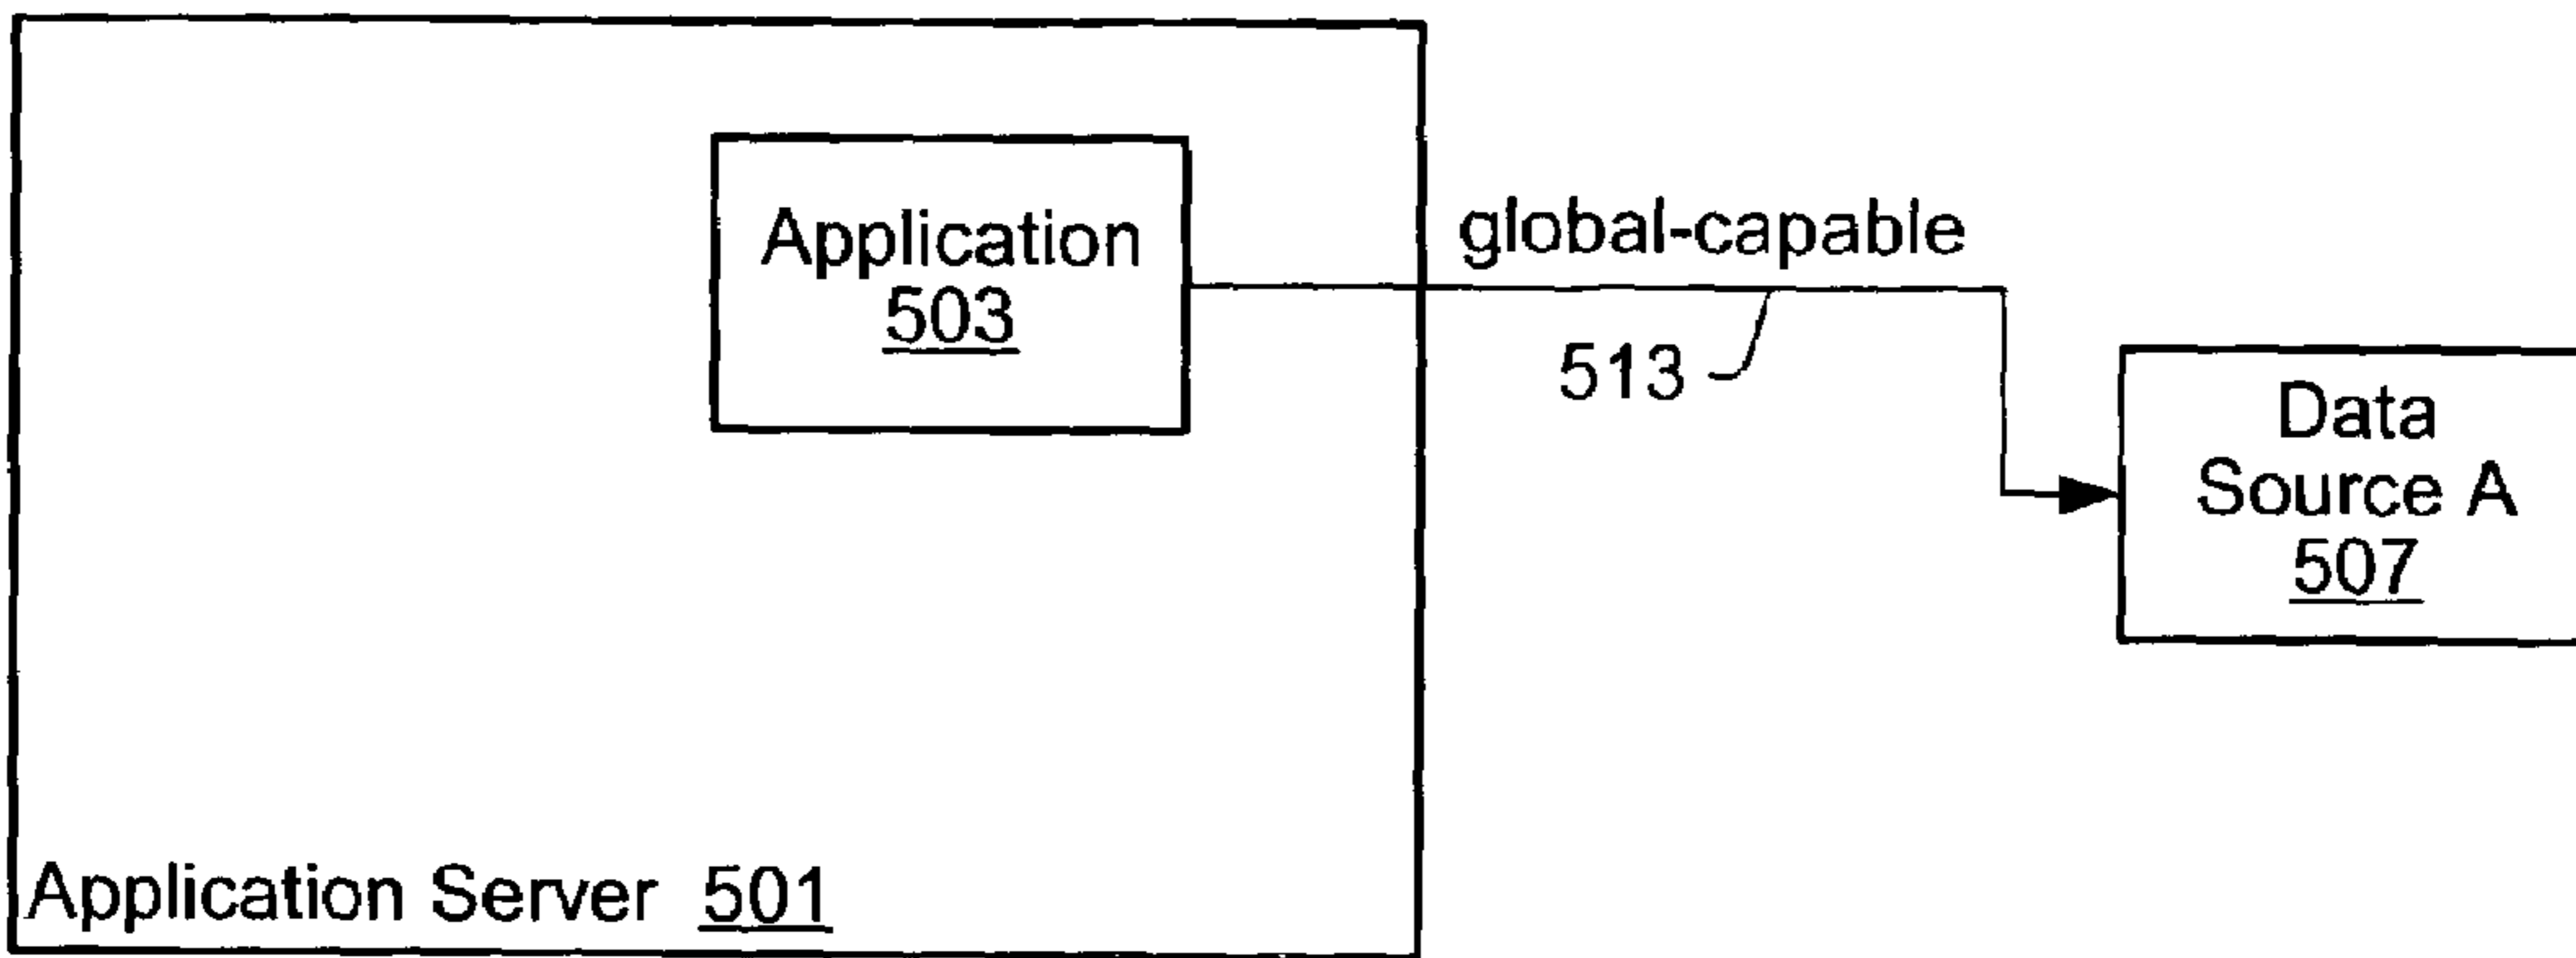 Application
503
global-capable
513
Data
Source A
507
Application Server 501